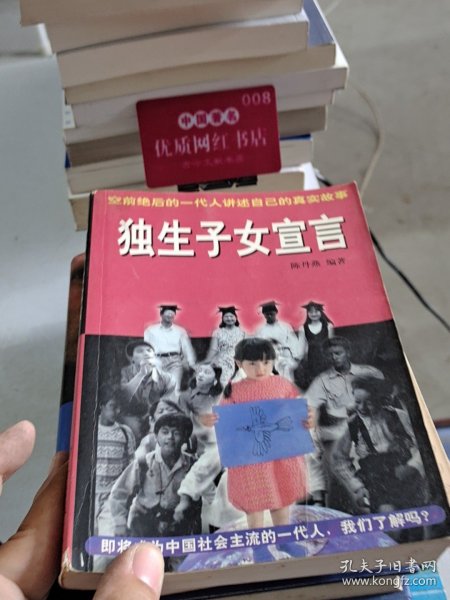 008
中国著名
优质网红书店
空前绝后的一代人讲述自己的真实故事
独生子女宣言
陈丹燕 编著
即将成为中国社会主流的一代人，我们了解吗？
孔夫子旧书网
www.kongfz.com